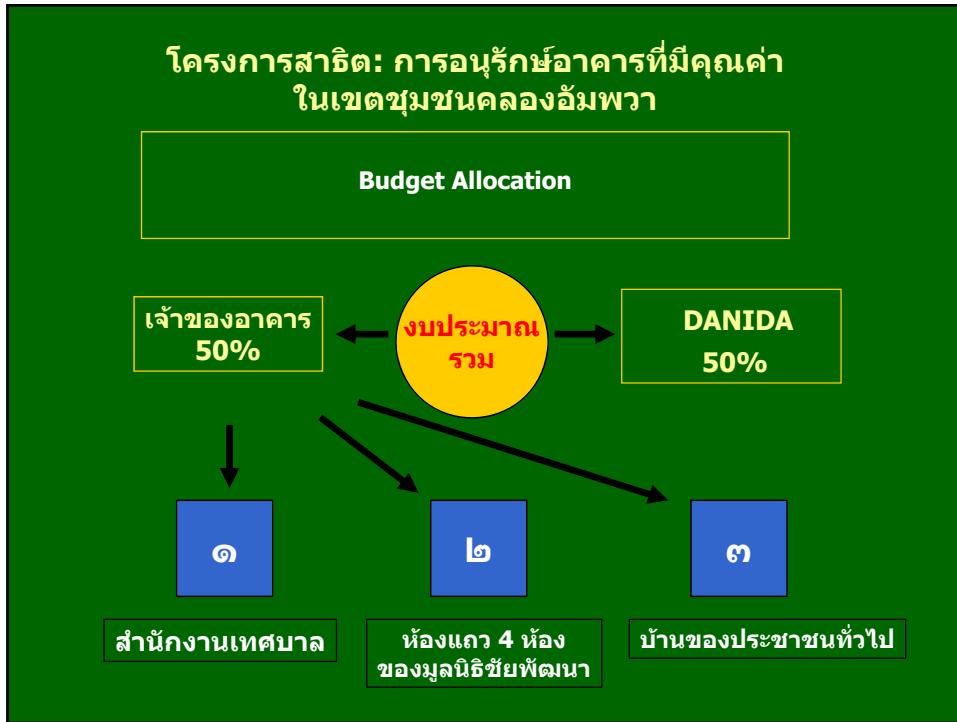 โครงการสาธิต: การอนุรักษ์อาคารที่มีคุณค่า
ในเขตชุมชนคลองอัมพวา
Budget Allocation
เจ้าของอาคาร
50%
งบประมาณ
รวม
DANIDA
50%
๑
๒
๓
สำนักงานเทศบาล
ห้องแถว 4 ห้อง
ของมูลนิธิชัยพัฒนา
บ้านของประชาชนทั่วไป